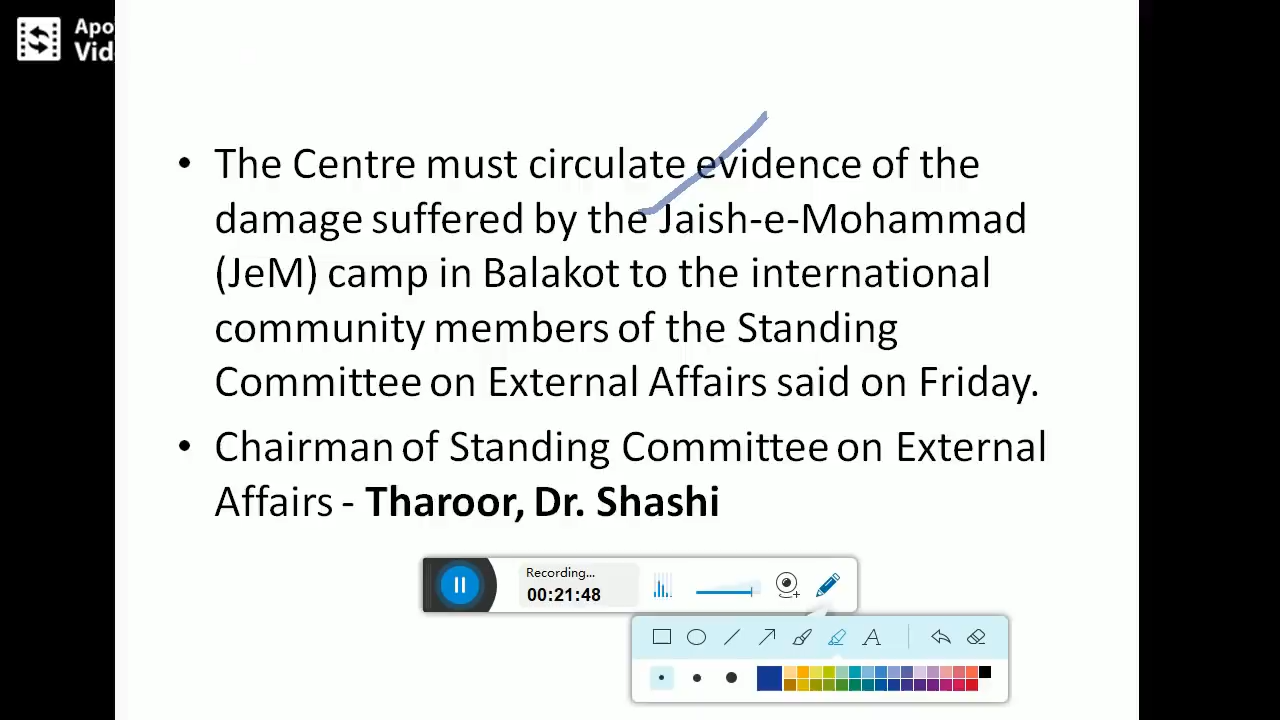 Apo
Vid
• The Centre must circulate evidence of the
damage suffered by the Jaish-e-Mohammad
(JeM) camp in Balakot to the international
community members of the Standing
Committee on External Affairs said on Friday.
• Chairman of Standing Committee on External
Affairs - Tharoor, Dr. Shashi
Recording...
00:21:48
A